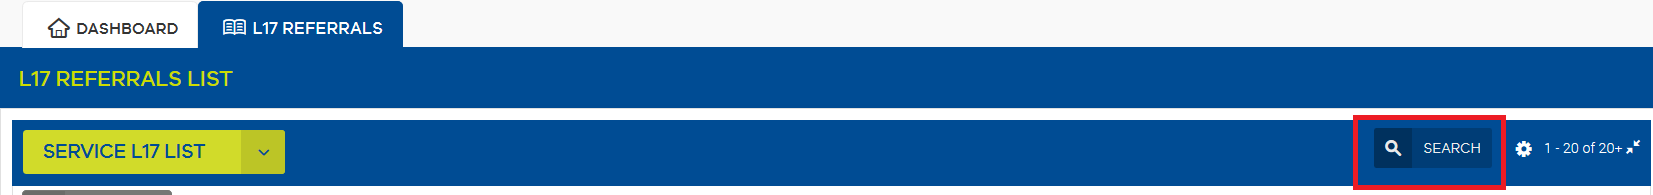 DASHBOARD
L17 REFERRALS
L17 REFERRALS LIST
SERVICE L17 LIST
SEARCH
1 - 20 of 20+